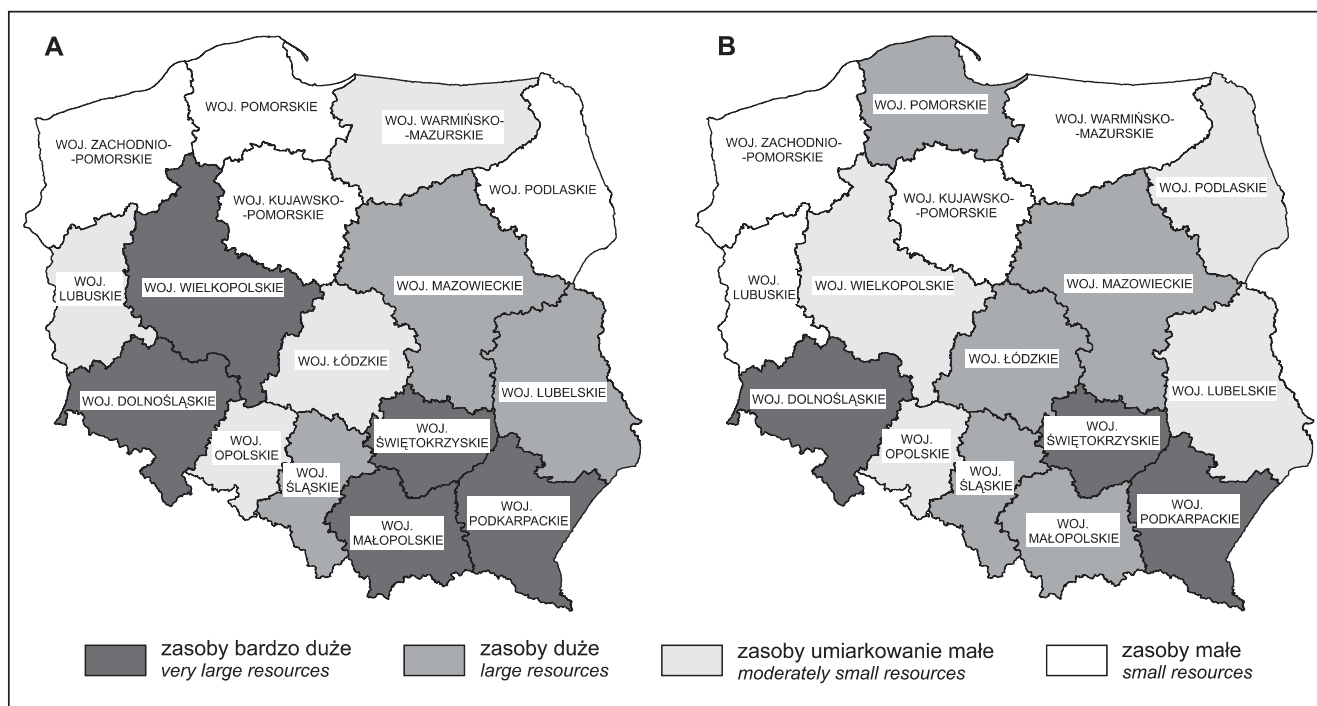 A
WOJ. POMORSKIE
WOJ. WARMIŃSKO-
-MAZURSKIE
WOJ. ZACHODNIO-
-POMORSKIE
WOJ. PODLASKIE
WOJ. KUJAWSKO-
-POMORSKIE
WOJ.
LUBUSKIE
WOJ. WIELKOPOLSKIE
WOJ. MAZOWIECKIE
WOJ. ŁÓDZKIE
WOJ. DOLNOŚLĄSKIE
WOJ. LUBELSKIE
WOJ.
OPOLSKIE
WOJ.
ŚWIĘTOKRZYSKIE
WOJ.
ŚLĄSKIE
WOJ.
MAŁOPOLSKIE
WOJ.
PODKARPACKIE
B
WOJ. POMORSKIE
WOJ. WARMIŃSKO-
-MAZURSKIE
WOJ. ZACHODNIO-
-POMORSKIE
WOJ. PODLASKIE
WOJ. KUJAWSKO-
-POMORSKIE
WOJ.
LUBUSKIE
WOJ. WIELKOPOLSKIE
WOJ. MAZOWIECKIE
WOJ. ŁÓDZKIE
WOJ. DOLNOŚLĄSKIE
WOJ. LUBELSKIE
WOJ.
OPOLSKIE
WOJ.
ŚWIĘTOKRZYSKIE
WOJ.
ŚLĄSKIE
WOJ.
MAŁOPOLSKIE
WOJ.
PODKARPACKIE
zasoby bardzo duże
very large resources
zasoby duże
large resources
zasoby umiarkowanie małe
moderately small resources
zasoby małe
small resources